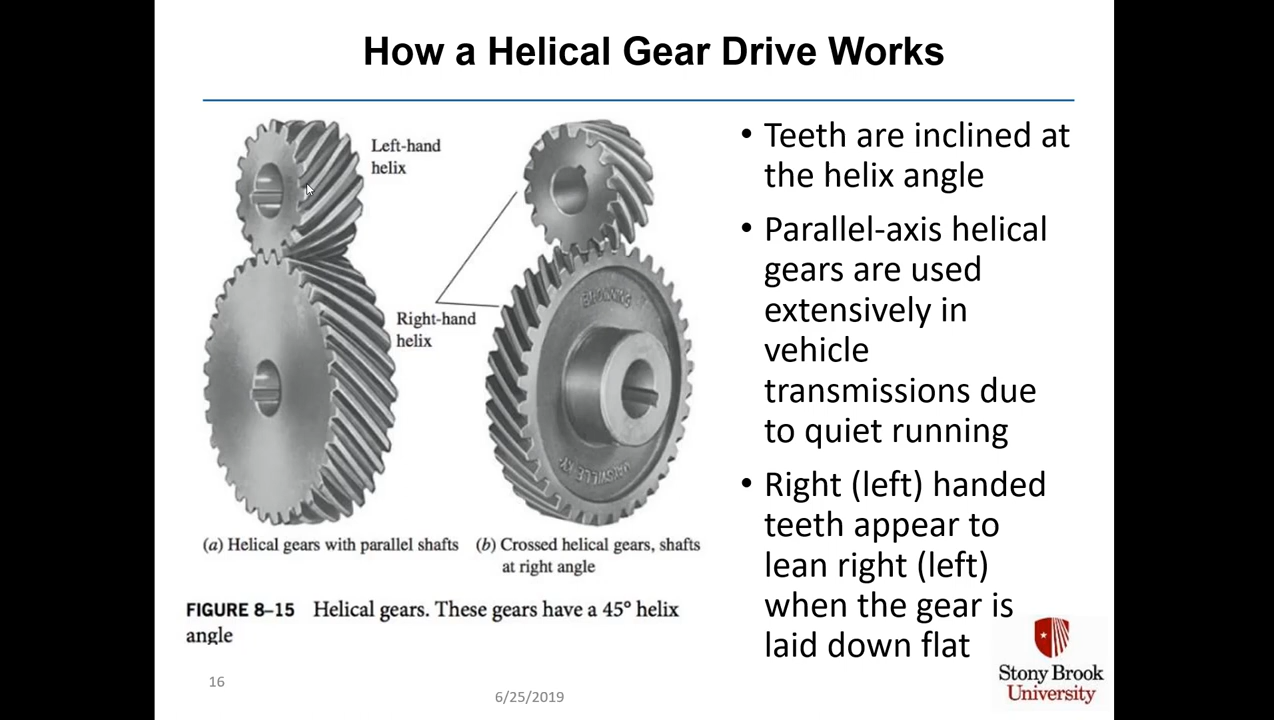 How a Helical Gear Drive Works
Left-hand
helix
Right-hand
helix
BROWNING
MAYSVILLE KY
(a) Helical gears with parallel shafts
(b) Crossed helical gears, shafts
at right angle
FIGURE 8–15 Helical gears. These gears have a 45° helix
angle
• Teeth are inclined at
the helix angle
• Parallel-axis helical
gears are used
extensively in
vehicle
transmissions due
to quiet running
• Right (left) handed
teeth appear to
lean right (left)
when the gear is
laid down flat
16
6/25/2019
Stony Brook
University